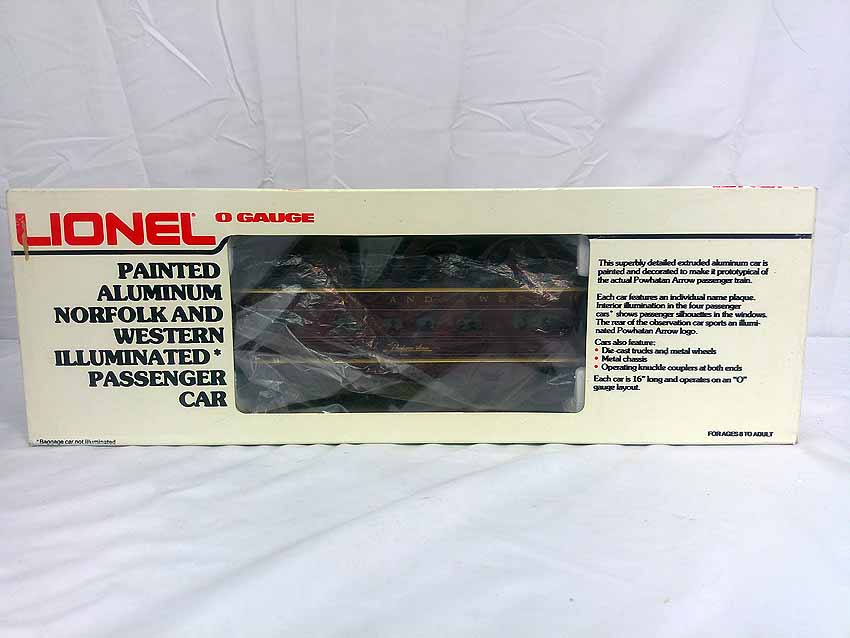 LIONEL O GAUGE
PAINTED
ALUMINUM
NORFOLK AND
WESTERN
ILLUMINATED*
PASSENGER
CAR
*Baggage car not illuminated
AND WES
This superbly detailed extruded aluminum car is
painted and decorated to make it prototypical of
the actual Powhatan Arrow passenger train.
Each car features an individual name plaque.
Interior illumination in the four passenger
cars* shows passenger silhouettes in the windows.
The rear of the observation car sports an illumi-
nated Powhatan Arrow logo.
Cars also feature:
• Die-cast trucks and metal wheels
• Metal chassis
• Operating knuckle couplers at both ends
Each car is 16" long and operates on an "O"
gauge layout.
FOR AGES 8 TO ADULT